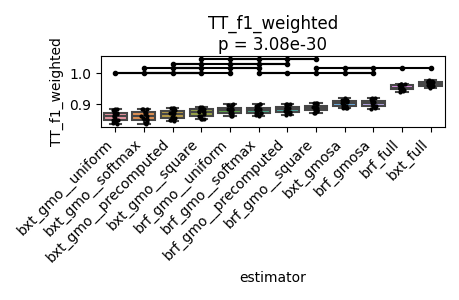 TT_f1_weighted
p = 3.08e-30
TT_f1_weighted
1.0
0.9
bxt_gmo__uniform
bxt_gmo__softmax
bxt_gmo__precomputed
bxt_gmo__square
brf_gmo__uniform
brf_gmo__softmax
brf_gmo__precomputed
brf_gmo__square
bxt_gmosa
brf_gmosa
brf_full
bxt_full
estimator